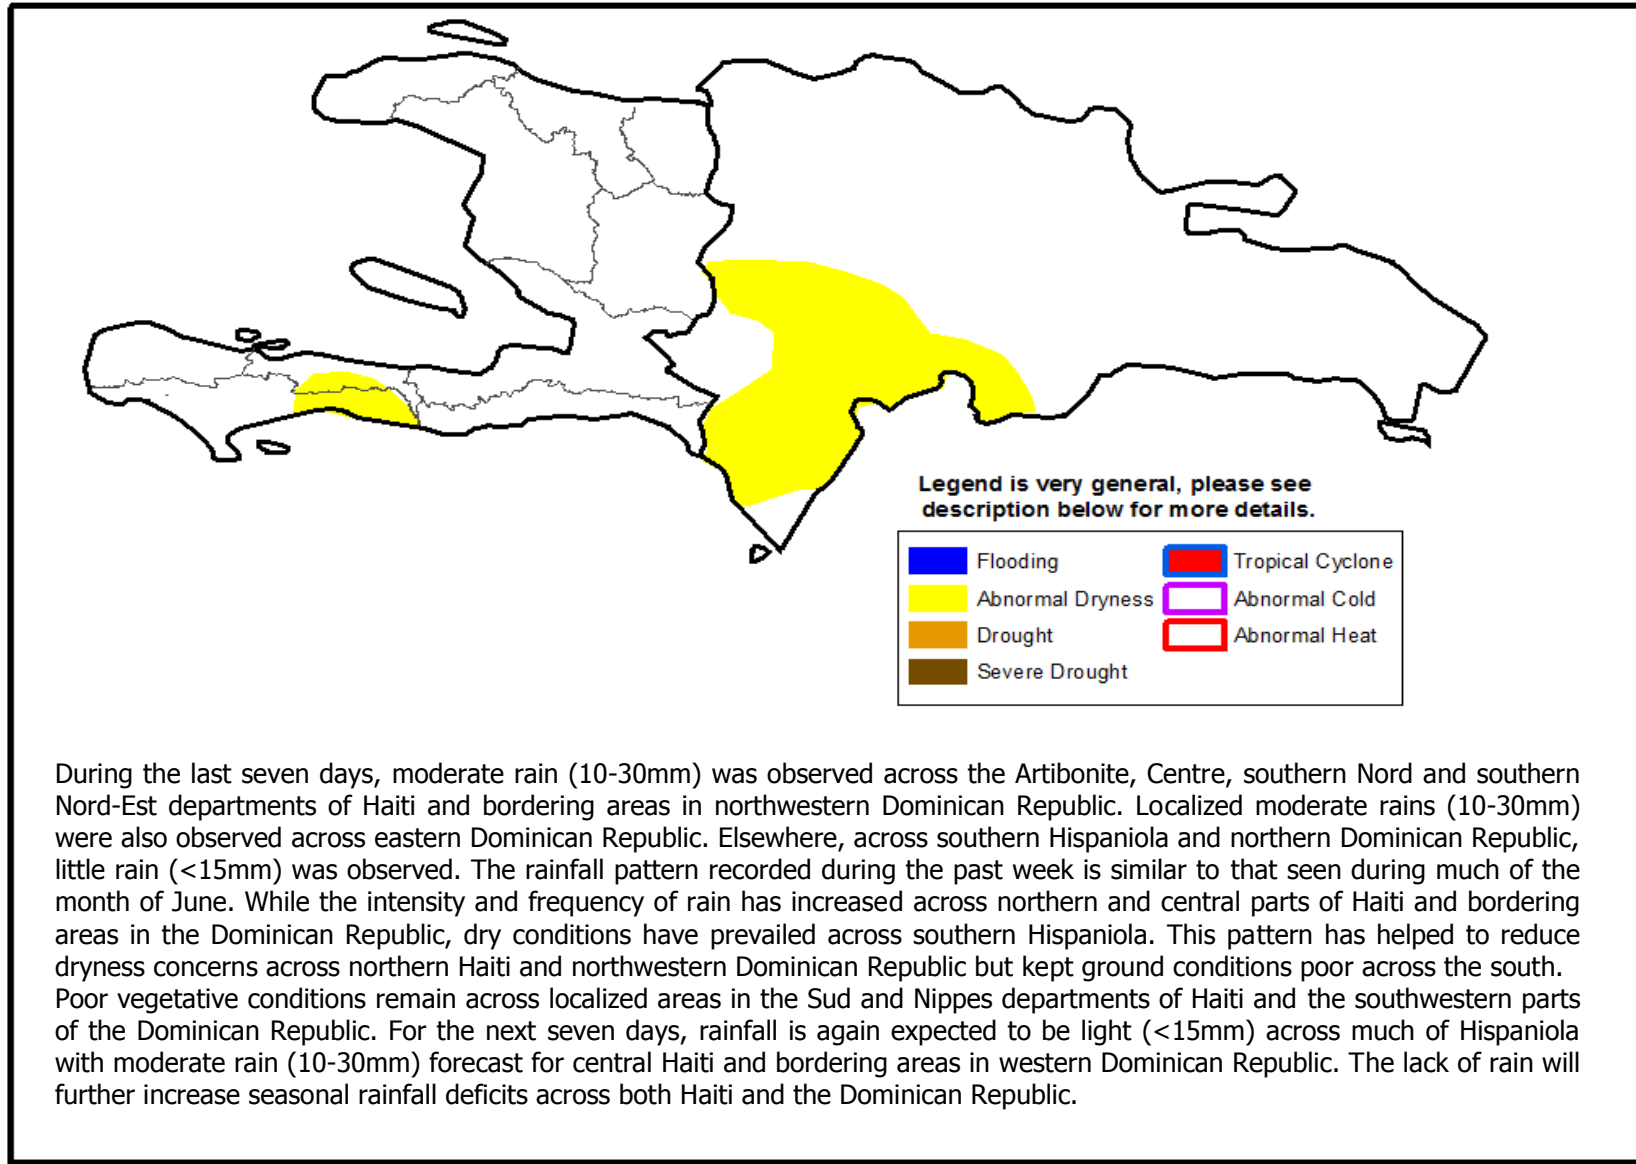 Legend is very general, please see
description below for more details.
Flooding
Abnormal Dryness
Drought
Severe Drought
Tropical Cyclone
Abnormal Cold
Abnormal Heat
During the last seven days, moderate rain (10-30mm) was observed across the Artibonite, Centre, southern Nord and southern
Nord-Est departments of Haiti and bordering areas in northwestern Dominican Republic. Localized moderate rains (10-30mm)
were also observed across eastern Dominican Republic. Elsewhere, across southern Hispaniola and northern Dominican Republic,
little rain (<15mm) was observed. The rainfall pattern recorded during the past week is similar to that seen during much of the
month of June. While the intensity and frequency of rain has increased across northern and central parts of Haiti and bordering
areas in the Dominican Republic, dry conditions have prevailed across southern Hispaniola. This pattern has helped to reduce
dryness concerns across northern Haiti and northwestern Dominican Republic but kept ground conditions poor across the south.
Poor vegetative conditions remain across localized areas in the Sud and Nippes departments of Haiti and the southwestern parts
of the Dominican Republic. For the next seven days, rainfall is again expected to be light (<15mm) across much of Hispaniola
with moderate rain (10-30mm) forecast for central Haiti and bordering areas in western Dominican Republic. The lack of rain will
further increase seasonal rainfall deficits across both Haiti and the Dominican Republic.